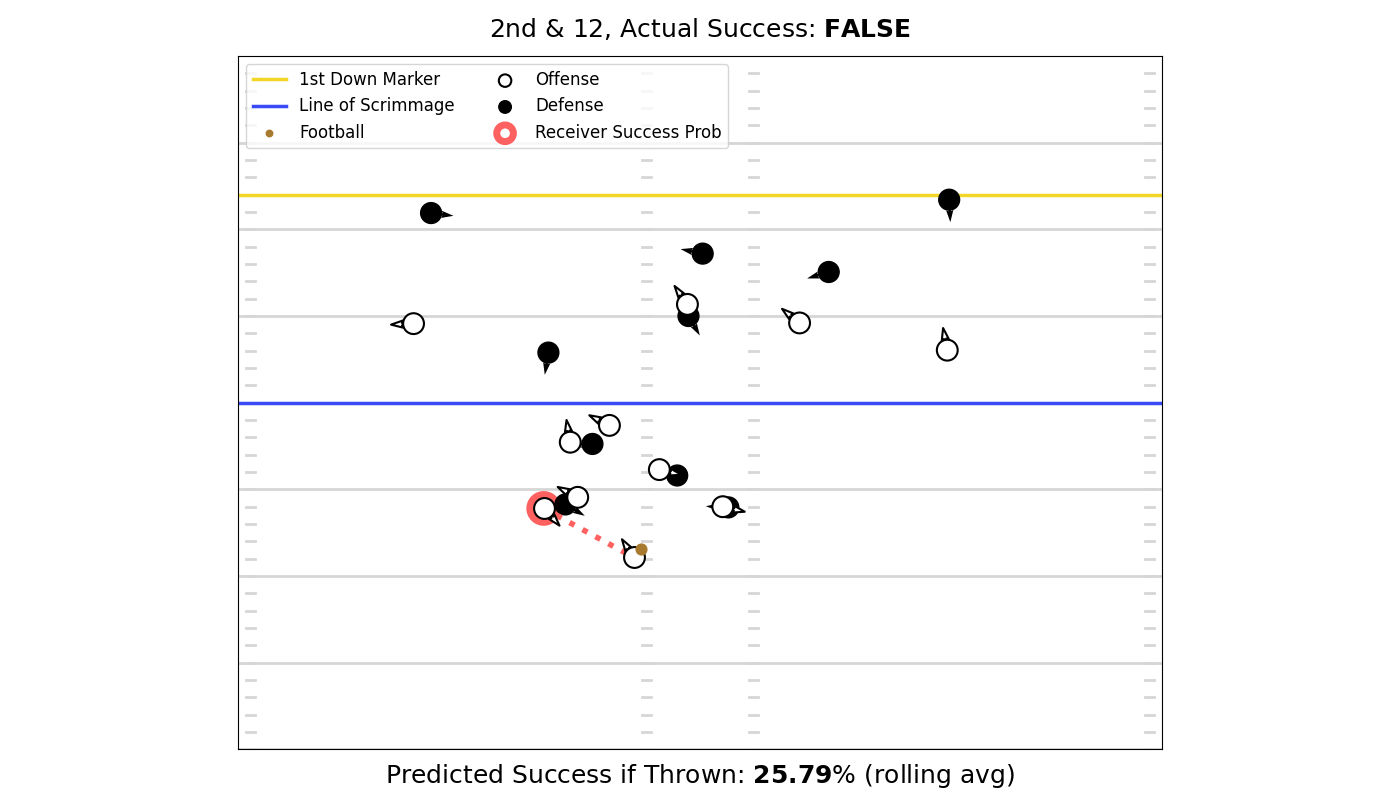 2nd & 12, Actual Success: FALSE
1st Down Marker
Line of Scrimmage
Football
Offense
Defense
Receiver Success Prob
Predicted Success if Thrown: 25.79% (rolling avg)